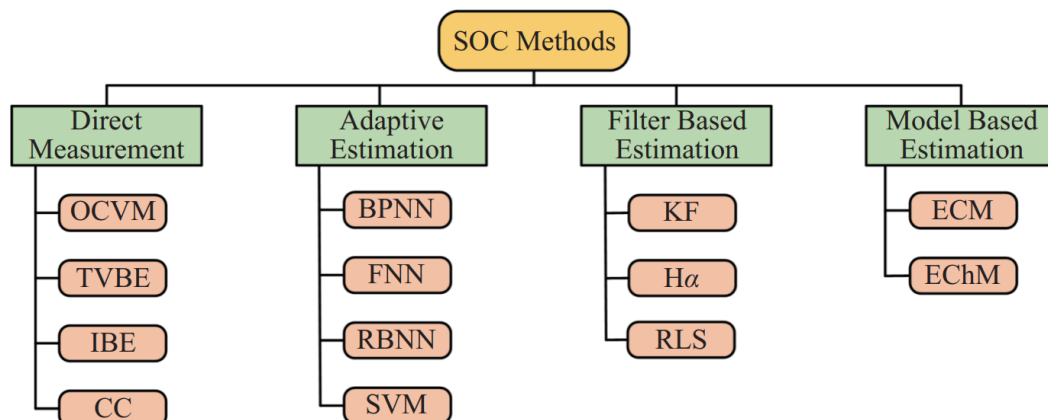 SOC Methods
Direct
Measurement
Adaptive
Estimation
Filter Based
Estimation
Model Based
Estimation
OCVM
TVBE
IBE
CC
BPNN
FNN
RBNN
SVM
KF
Hα
RLS
ECM
EChM